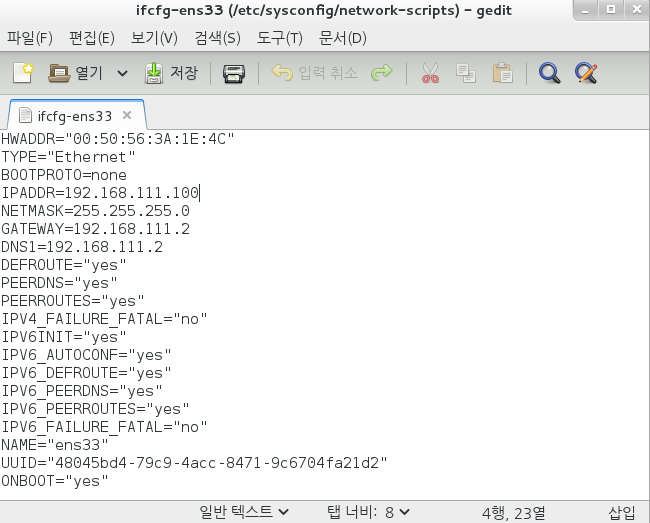 ifcfg-ens33 (/etc/sysconfig/network-scripts) – gedit
파일(F) 편집(E) 보기(V) 검색(S) 도구(T) 문서(D)
열기 저장 입력 취소
ifcfg-ens33
HWADDR="00:50:56:3A:1E:4C"
TYPE="Ethernet"
BOOTPROTO=none
IPADDR=192.168.111.100
NETMASK=255.255.255.0
GATEWAY=192.168.111.2
DNS1=192.168.111.2
DEFROUTE="yes"
PEERDNS="yes"
PEERROUTES="yes"
IPV4_FAILURE_FATAL="no"
IPV6INIT="yes"
IPV6_AUTOCONF="yes"
IPV6_DEFROUTE="yes"
IPV6_PEERDNS="yes"
IPV6_PEERROUTES="yes"
IPV6_FAILURE_FATAL="no"
NAME="ens33"
UUID="48045bd4-79c9-4acc-8471-9c6704fa21d2"
ONBOOT="yes"
일반 텍스트 탭 너비: 8 4행, 23열 삽입